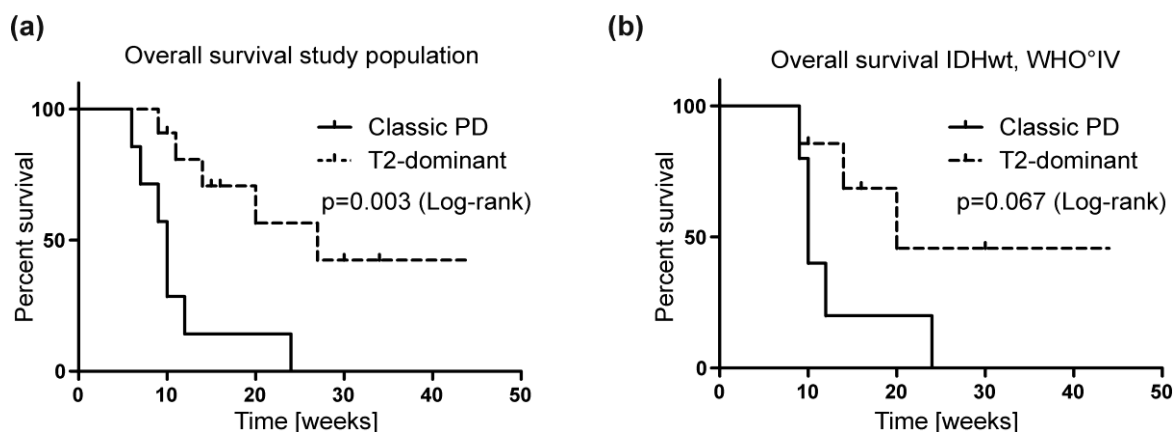 (a)
Overall survival study population
100
50
0
Percent survival
Classic PD
T2-dominant
p=0.003 (Log-rank)
0 10 20 30 40 50
Time [weeks]
(b)
Overall survival IDHwt, WHO°IV
100
50
0
Percent survival
Classic PD
T2-dominant
p=0.067 (Log-rank)
0 10 20 30 40 50
Time [weeks]